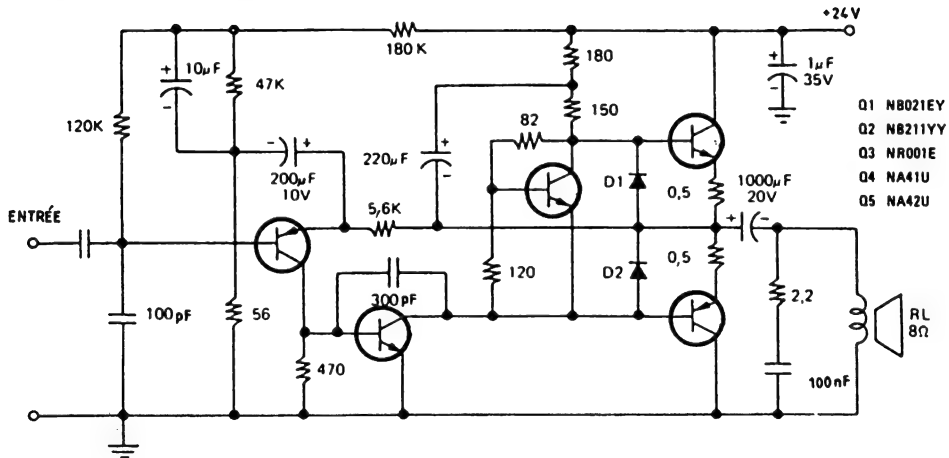 +24V
180 K
10µF
+
-
47K
180
+
1µF
35V
-
120K
150
82
Q1 NB021EY
Q2 NB211YY
Q3 NR001E
Q4 NA41U
Q5 NA42U
- +
200µF
10V
220µF
+
-
D1
0,5
1000µF
20V
+ -
ENTRÉE
5,6K
120
D2
0,5
100pF
56
300pF
2,2
RL
8Ω
470
100nF